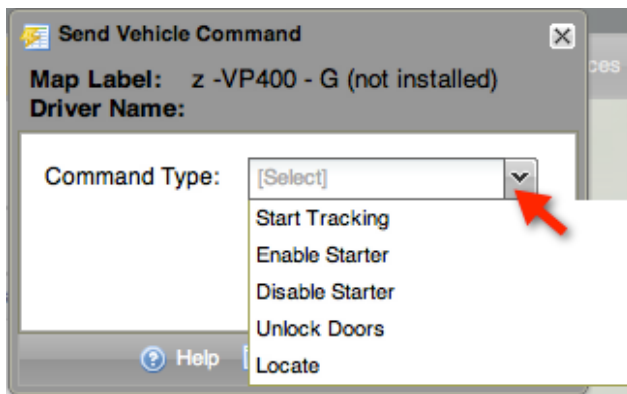 Send Vehicle Command
Map Label: z -VP400 - G (not installed)
Driver Name:
Command Type: [Select]
Start Tracking
Enable Starter
Disable Starter
Unlock Doors
Locate
Help